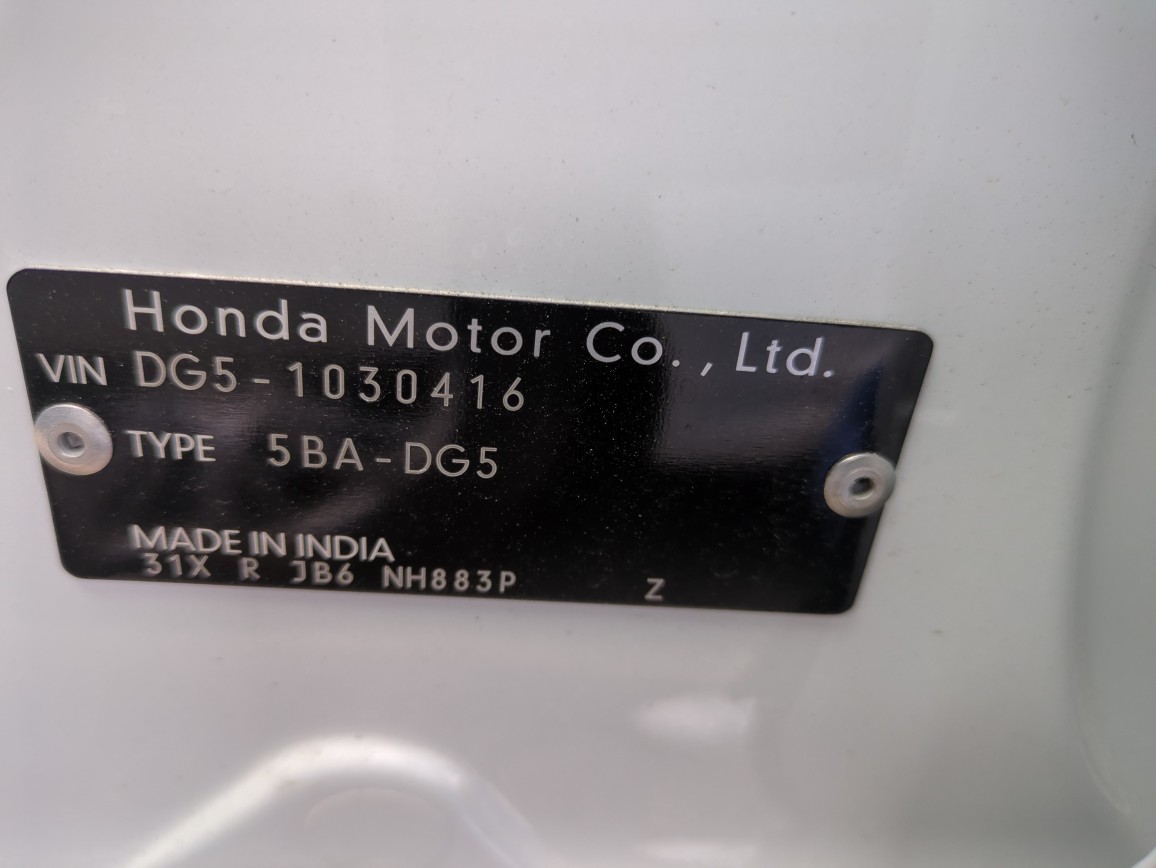 Honda Motor Co., Ltd.
VIN DG5-1030416
TYPE 5BA-DG5
MADE IN INDIA
31X R JB6 NH883P Z